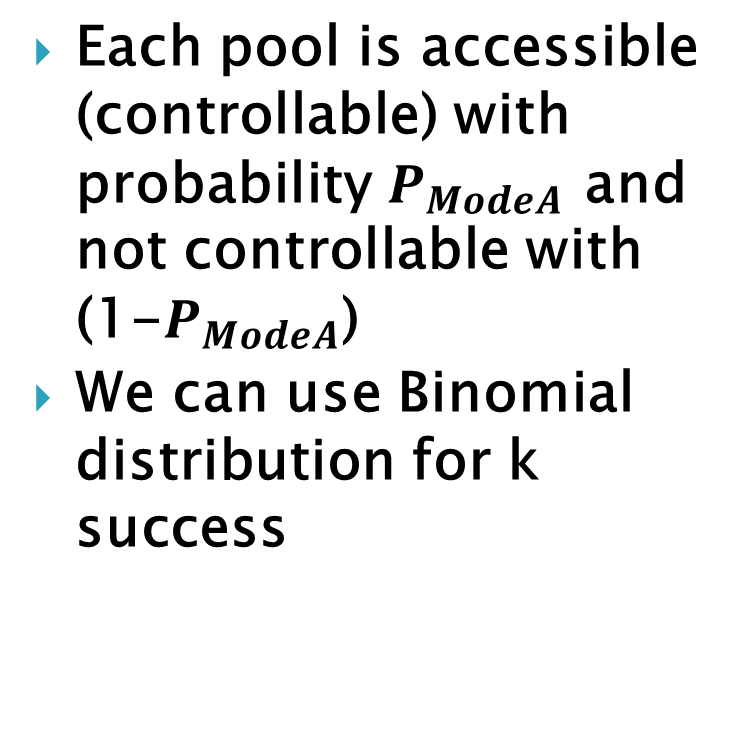 Each pool is accessible
(controllable) with
probability P_ModeA and
not controllable with
(1−P_ModeA)
We can use Binomial
distribution for k
success